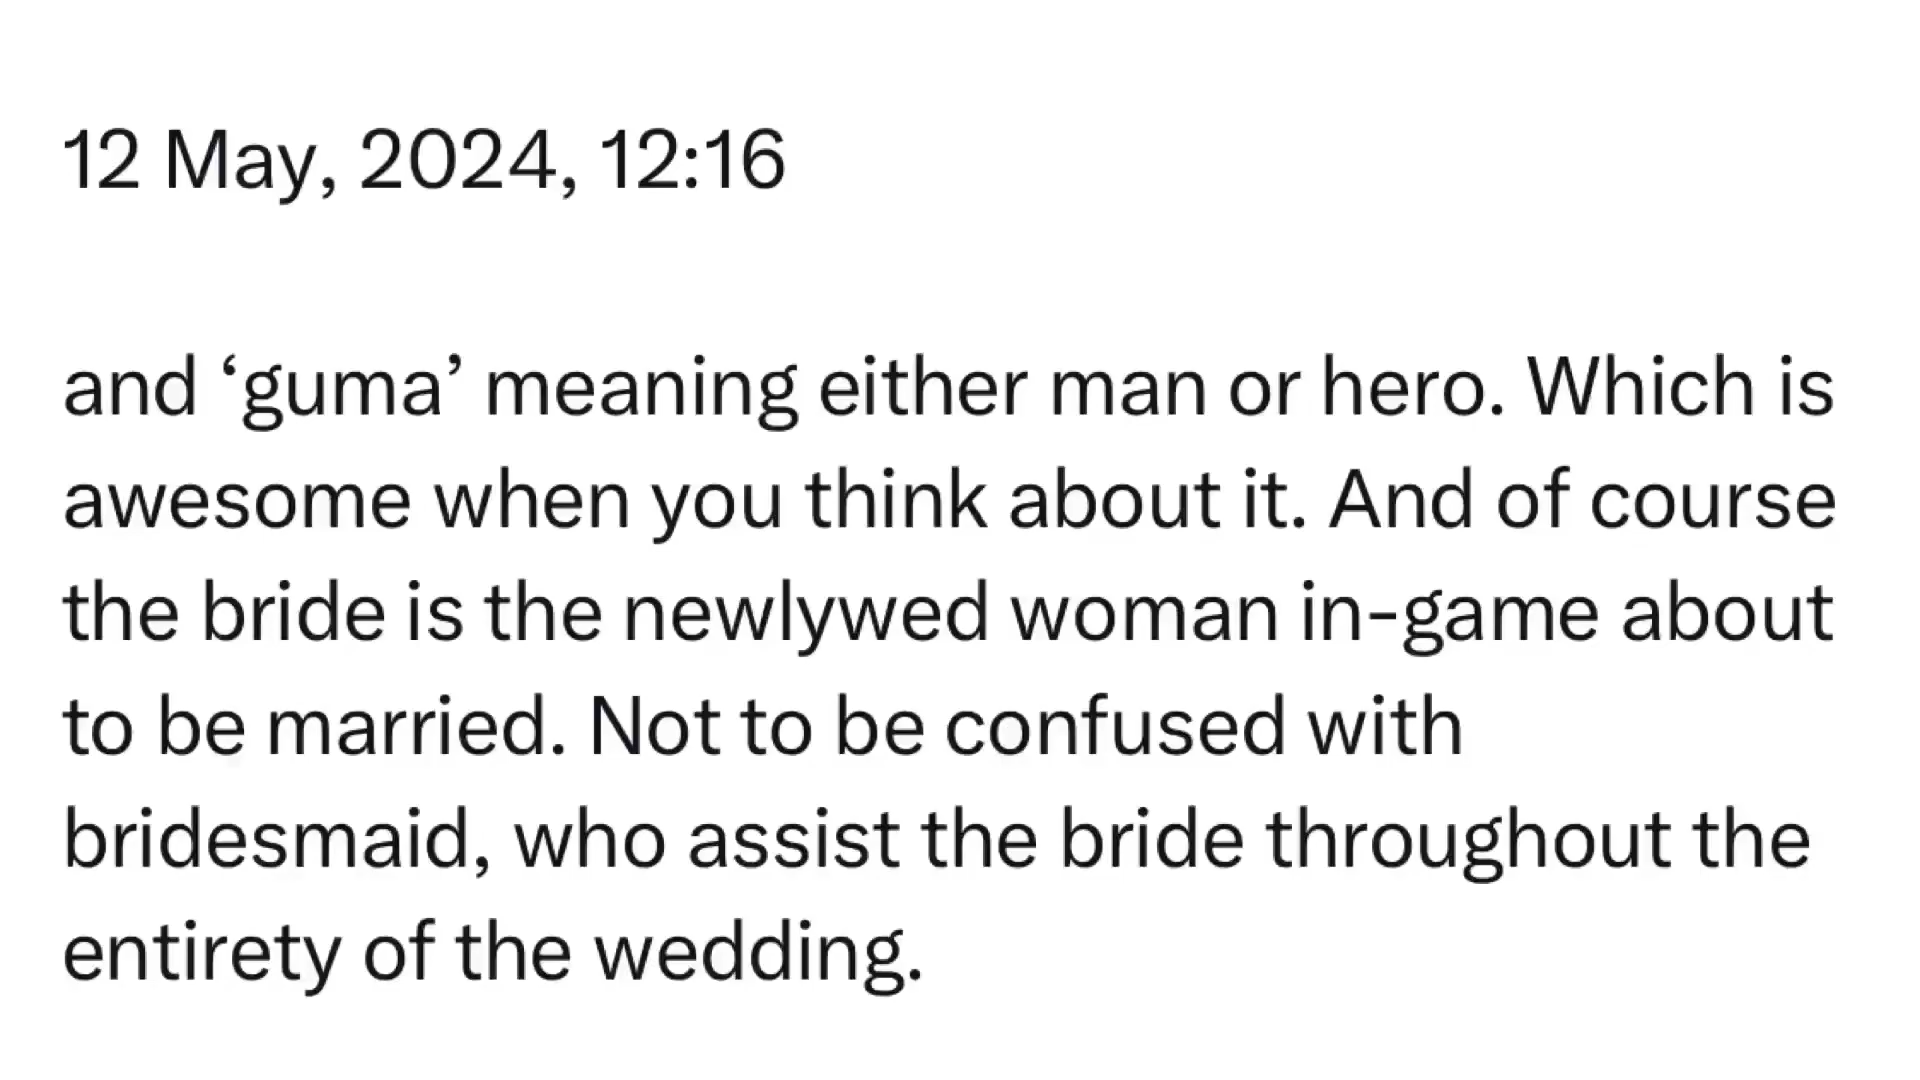 12 May, 2024, 12:16
and ‘guma’ meaning either man or hero. Which is
awesome when you think about it. And of course
the bride is the newlywed woman in-game about
to be married. Not to be confused with
bridesmaid, who assist the bride throughout the
entirety of the wedding.